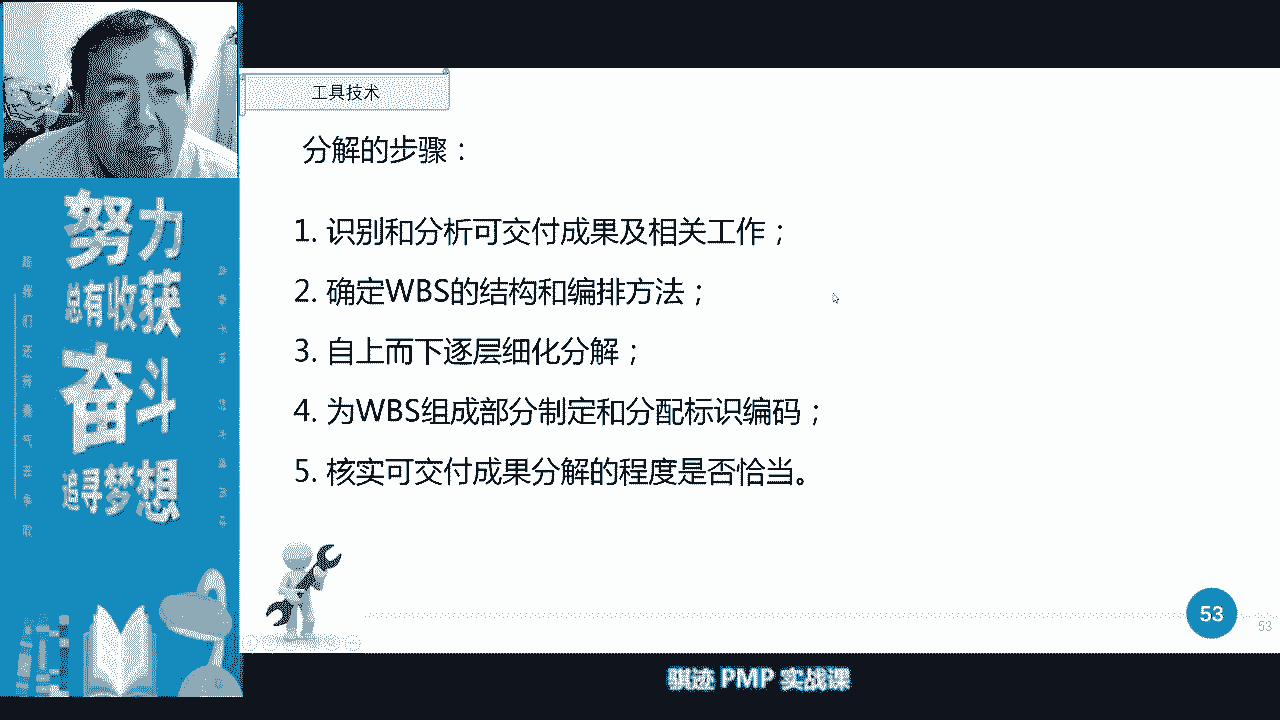 工具技术
分解的步骤：
1. 识别和分析可交付成果及相关工作；
2. 确定WBS的结构和编排方法；
3. 自上而下逐层细化分解；
4. 为WBS组成部分制定和分配标识编码；
5. 核实可交付成果分解的程度是否恰当。
努力
总有收获
奋斗
追寻梦想
53
53
骐迹 PMP 实战课